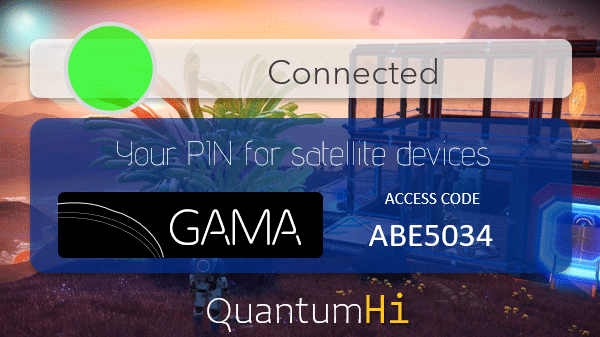 Connected
Your PIN for satellite devices
GAMA
ACCESS CODE
ABE5034
QuantumHi